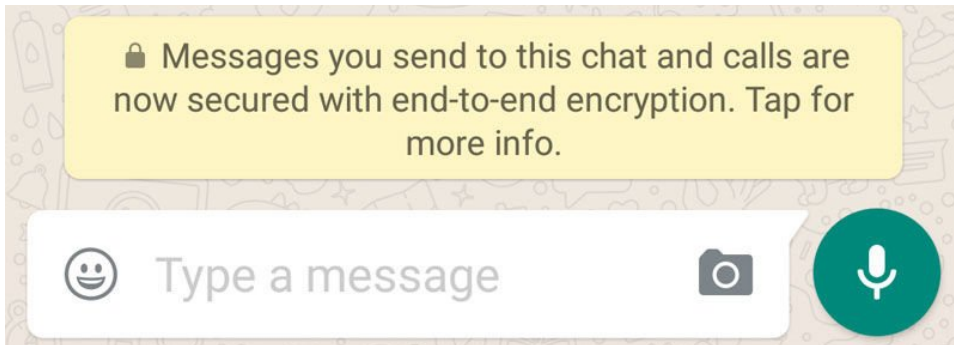 Messages you send to this chat and calls are
now secured with end-to-end encryption. Tap for
more info.
Type a message